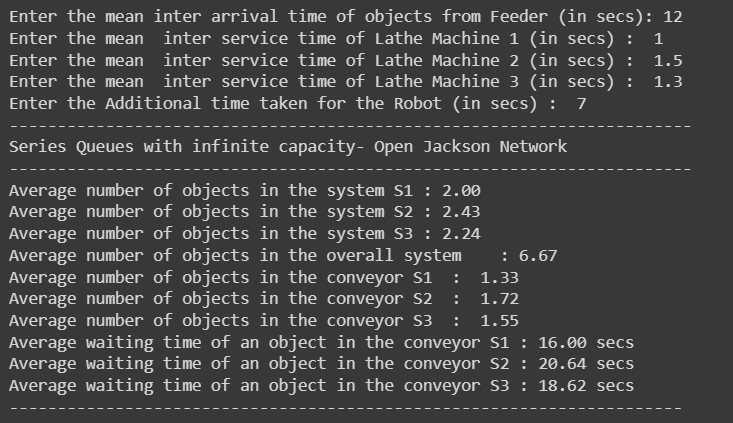 Enter the mean inter arrival time of objects from Feeder (in secs): 12
Enter the mean  inter service time of Lathe Machine 1 (in secs) :  1
Enter the mean  inter service time of Lathe Machine 2 (in secs) :  1.5
Enter the mean  inter service time of Lathe Machine 3 (in secs) :  1.3
Enter the Additional time taken for the Robot (in secs) :  7
-----------------------------------------------------------------------
Series Queues with infinite capacity- Open Jackson Network
-----------------------------------------------------------------------
Average number of objects in the system S1 : 2.00
Average number of objects in the system S2 : 2.43
Average number of objects in the system S3 : 2.24
Average number of objects in the overall system    : 6.67
Average number of objects in the conveyor S1  :  1.33
Average number of objects in the conveyor S2  :  1.72
Average number of objects in the conveyor S3  :  1.55
Average waiting time of an object in the conveyor S1 : 16.00 secs
Average waiting time of an object in the conveyor S2 : 20.64 secs
Average waiting time of an object in the conveyor S3 : 18.62 secs
----------------------------------------------------------------------